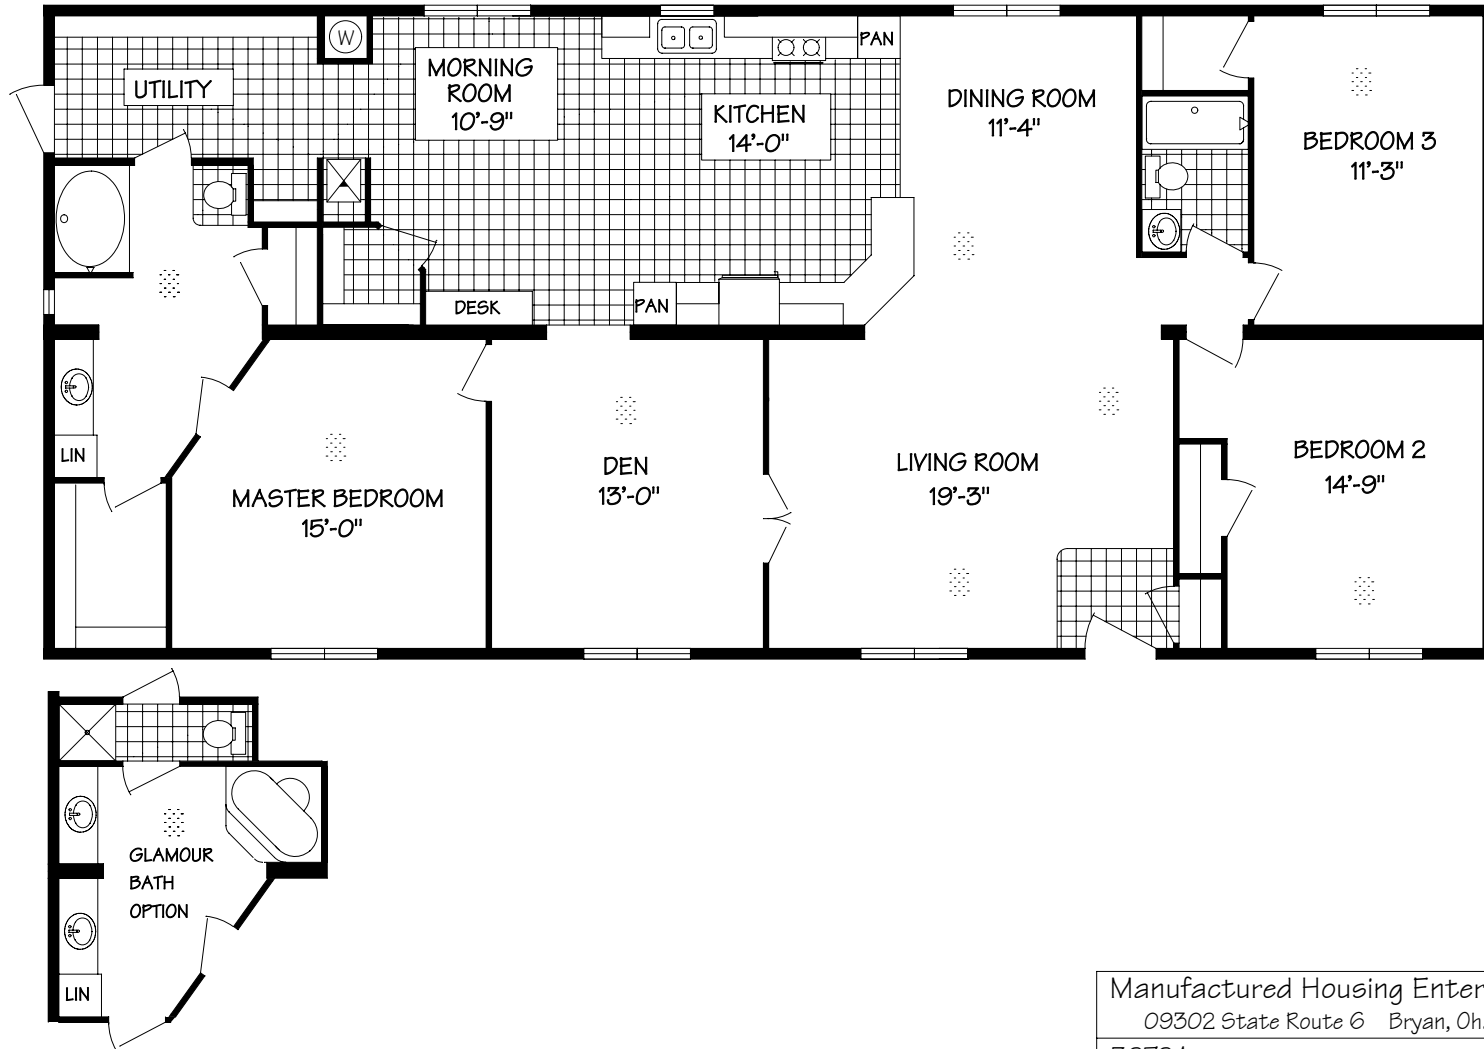 W
UTILITY
MORNING
ROOM
10'-9"
PAN
KITCHEN
14'-0"
DINING ROOM
11'-4"
BEDROOM 3
11'-3"
DESK
PAN
LIN
MASTER BEDROOM
15'-0"
DEN
13'-0"
LIVING ROOM
19'-3"
BEDROOM 2
14'-9"
GLAMOUR
BATH
OPTION
LIN
Manufactured Housing Enter
09302 State Route 6 Bryan, Oh